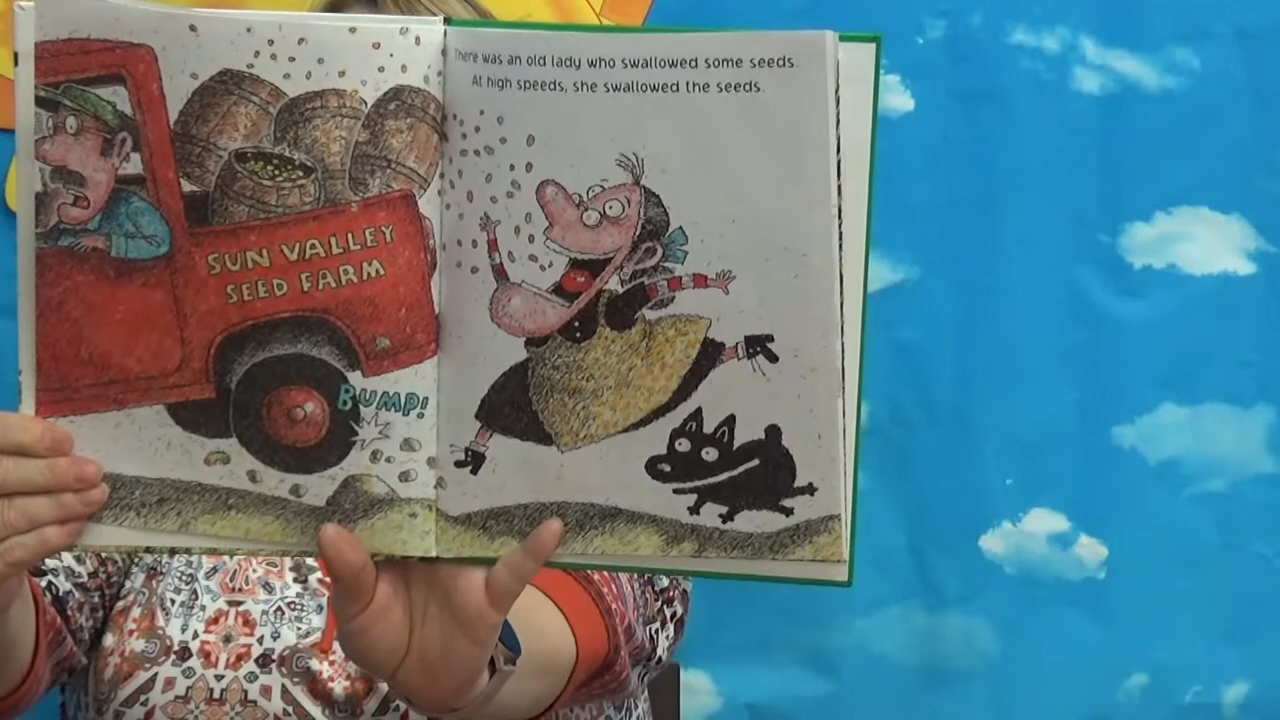 There was an old lady who swallowed some seeds.
At high speeds, she swallowed the seeds.
SUN VALLEY
SEED FARM
BUMP!